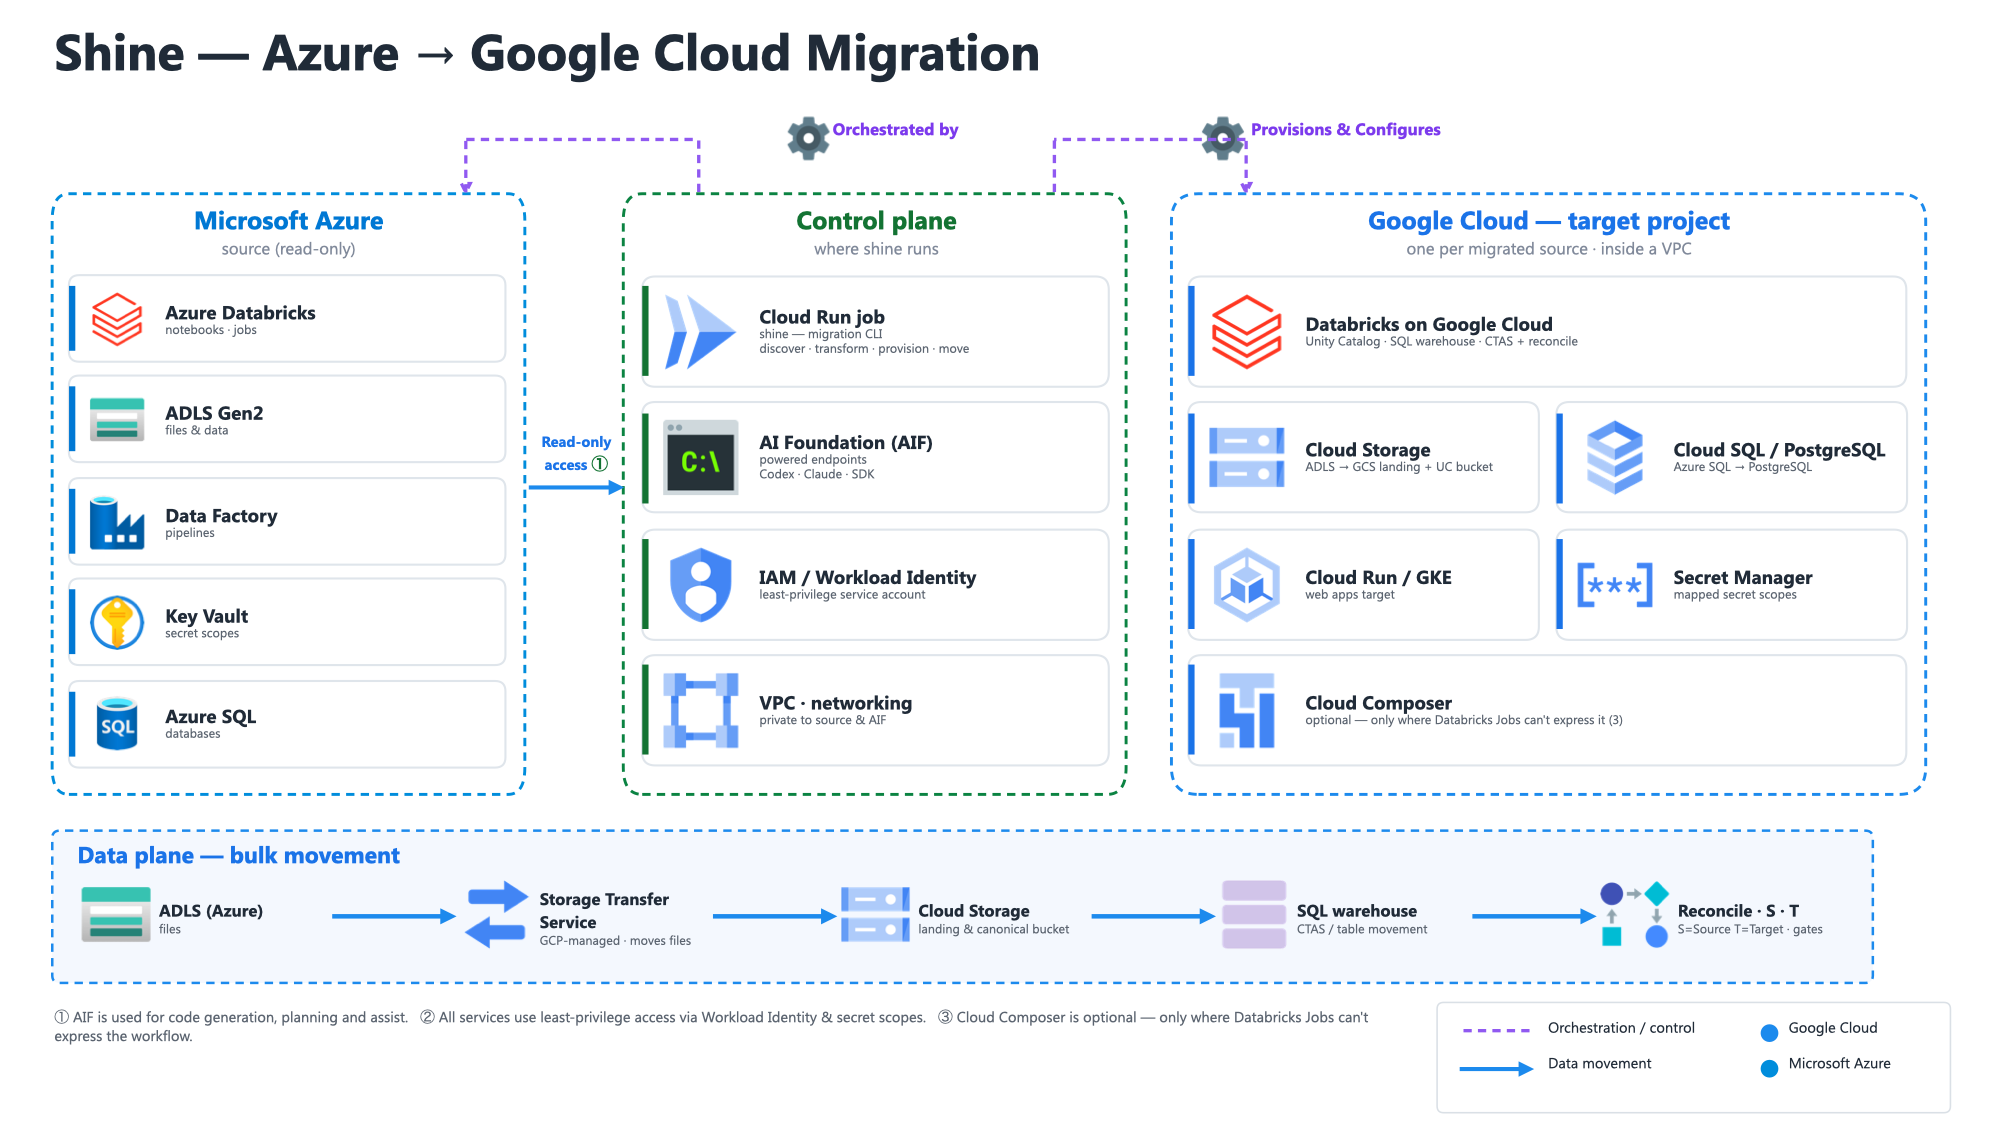 Shine — Azure → Google Cloud Migration
Orchestrated by
Provisions & Configures
Microsoft Azure
source (read-only)
Azure Databricks
notebooks · jobs
ADLS Gen2
files & data
Data Factory
pipelines
Key Vault
secret scopes
SQL
Azure SQL
databases
Read-only
access ①
Control plane
where shine runs
Cloud Run job
shine — migration CLI
discover · transform · provision · move
C:\
AI Foundation (AIF)
powered endpoints
Codex · Claude · SDK
IAM / Workload Identity
least-privilege service account
VPC · networking
private to source & AIF
Google Cloud — target project
one per migrated source · inside a VPC
Databricks on Google Cloud
Unity Catalog · SQL warehouse · CTAS + reconcile
Cloud Storage
ADLS → GCS landing + UC bucket
Cloud SQL / PostgreSQL
Azure SQL → PostgreSQL
Cloud Run / GKE
web apps target
[***]
Secret Manager
mapped secret scopes
Cloud Composer
optional — only where Databricks Jobs can't express it (3)
Data plane — bulk movement
ADLS (Azure)
files
Storage Transfer
Service
GCP-managed · moves files
Cloud Storage
landing & canonical bucket
SQL warehouse
CTAS / table movement
Reconcile · S · T
S=Source T=Target · gates
① AIF is used for code generation, planning and assist. ② All services use least-privilege access via Workload Identity & secret scopes. ③ Cloud Composer is optional — only where Databricks Jobs can't
express the workflow.
Orchestration / control
Google Cloud
Data movement
Microsoft Azure